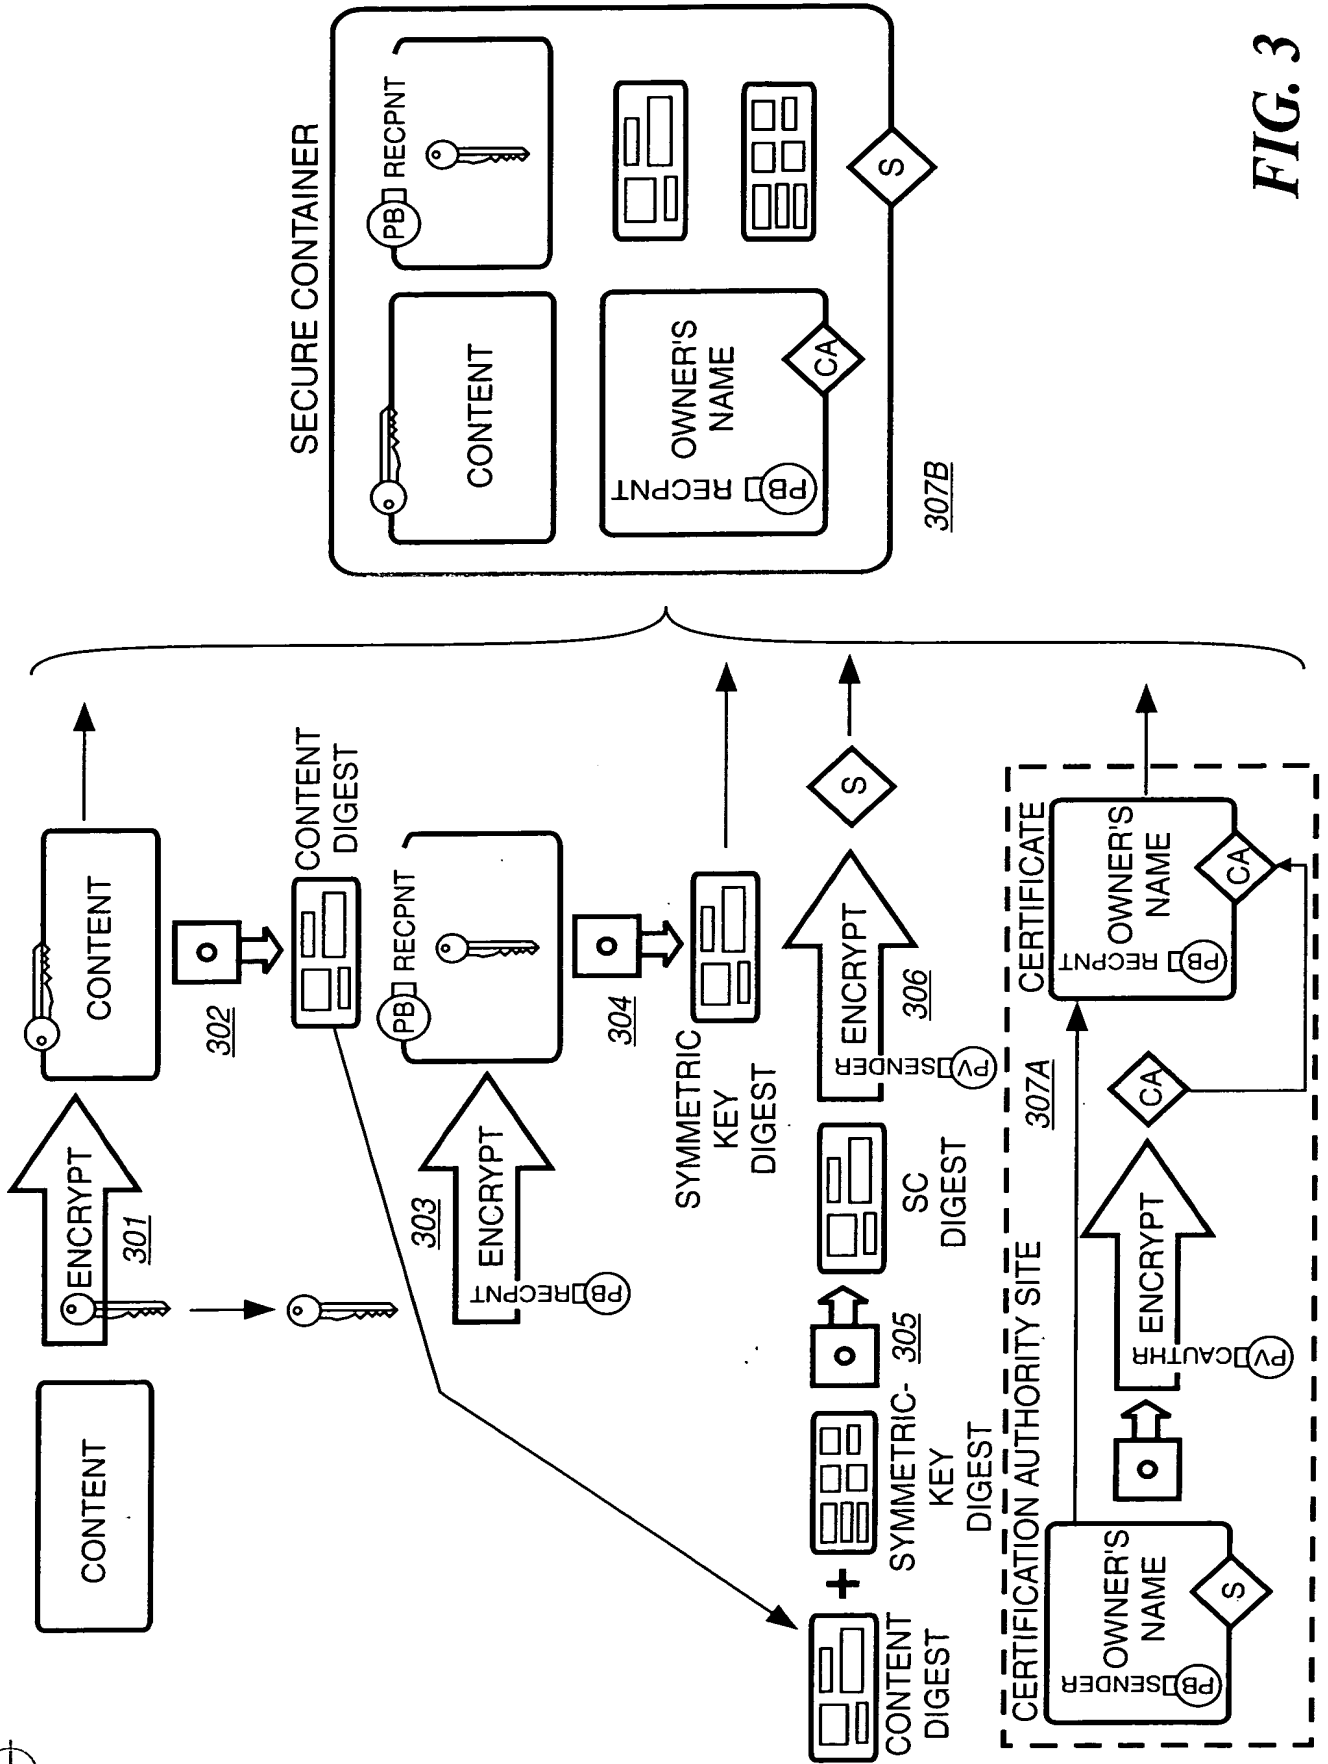 CONTENT
ENCRYPT
301
CONTENT
302
CONTENT
DIGEST
303
ENCRYPT
PB RECPNT
PB RECPNT
304
SYMMETRIC
KEY
DIGEST
CONTENT
DIGEST
+
SYMMETRIC-
KEY
DIGEST
305
SC
DIGEST
ENCRYPT
PV SENDER
306
S
CERTIFICATION AUTHORITY SITE
307A
OWNER'S
NAME
PB SENDER
S
ENCRYPT
PV CAUTHR
CA
CERTIFICATE
OWNER'S
NAME
PB RECPNT
CA
SECURE CONTAINER
CONTENT
PB RECPNT
OWNER'S
NAME
PB RECPNT
CA
S
307B
FIG. 3